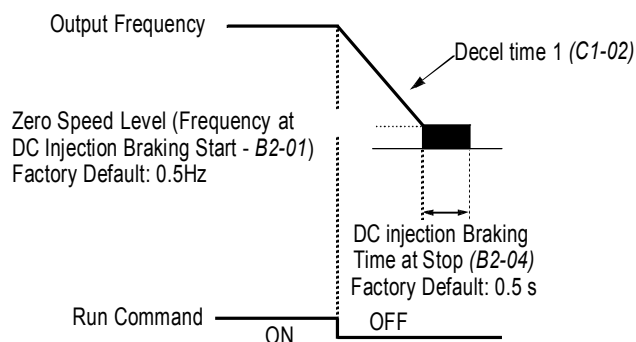 Output Frequency
Decel time 1 (C1-02)
Zero Speed Level (Frequency at
DC Injection Braking Start - B2-01)
Factory Default: 0.5Hz
DC injection Braking
Time at Stop (B2-04)
Factory Default: 0.5 s
Run Command
ON
OFF